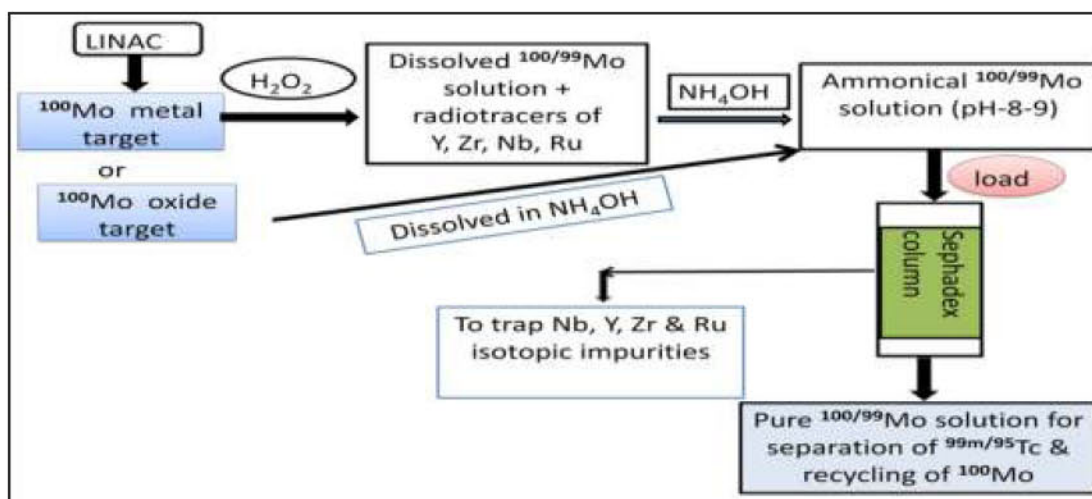 LINAC
¹⁰⁰Mo metal
target
or
¹⁰⁰Mo oxide
target
H₂O₂
Dissolved ¹⁰⁰/⁹⁹Mo
solution +
radiotracers of
Y, Zr, Nb, Ru
NH₄OH
Dissolved in NH₄OH
Ammonical ¹⁰⁰/⁹⁹Mo
solution (pH-8-9)
load
Sephadex
column
To trap Nb, Y, Zr & Ru
isotopic impurities
Pure ¹⁰⁰/⁹⁹Mo solution for
separation of ⁹⁹ᵐ/⁹⁵Tc &
recycling of ¹⁰⁰Mo